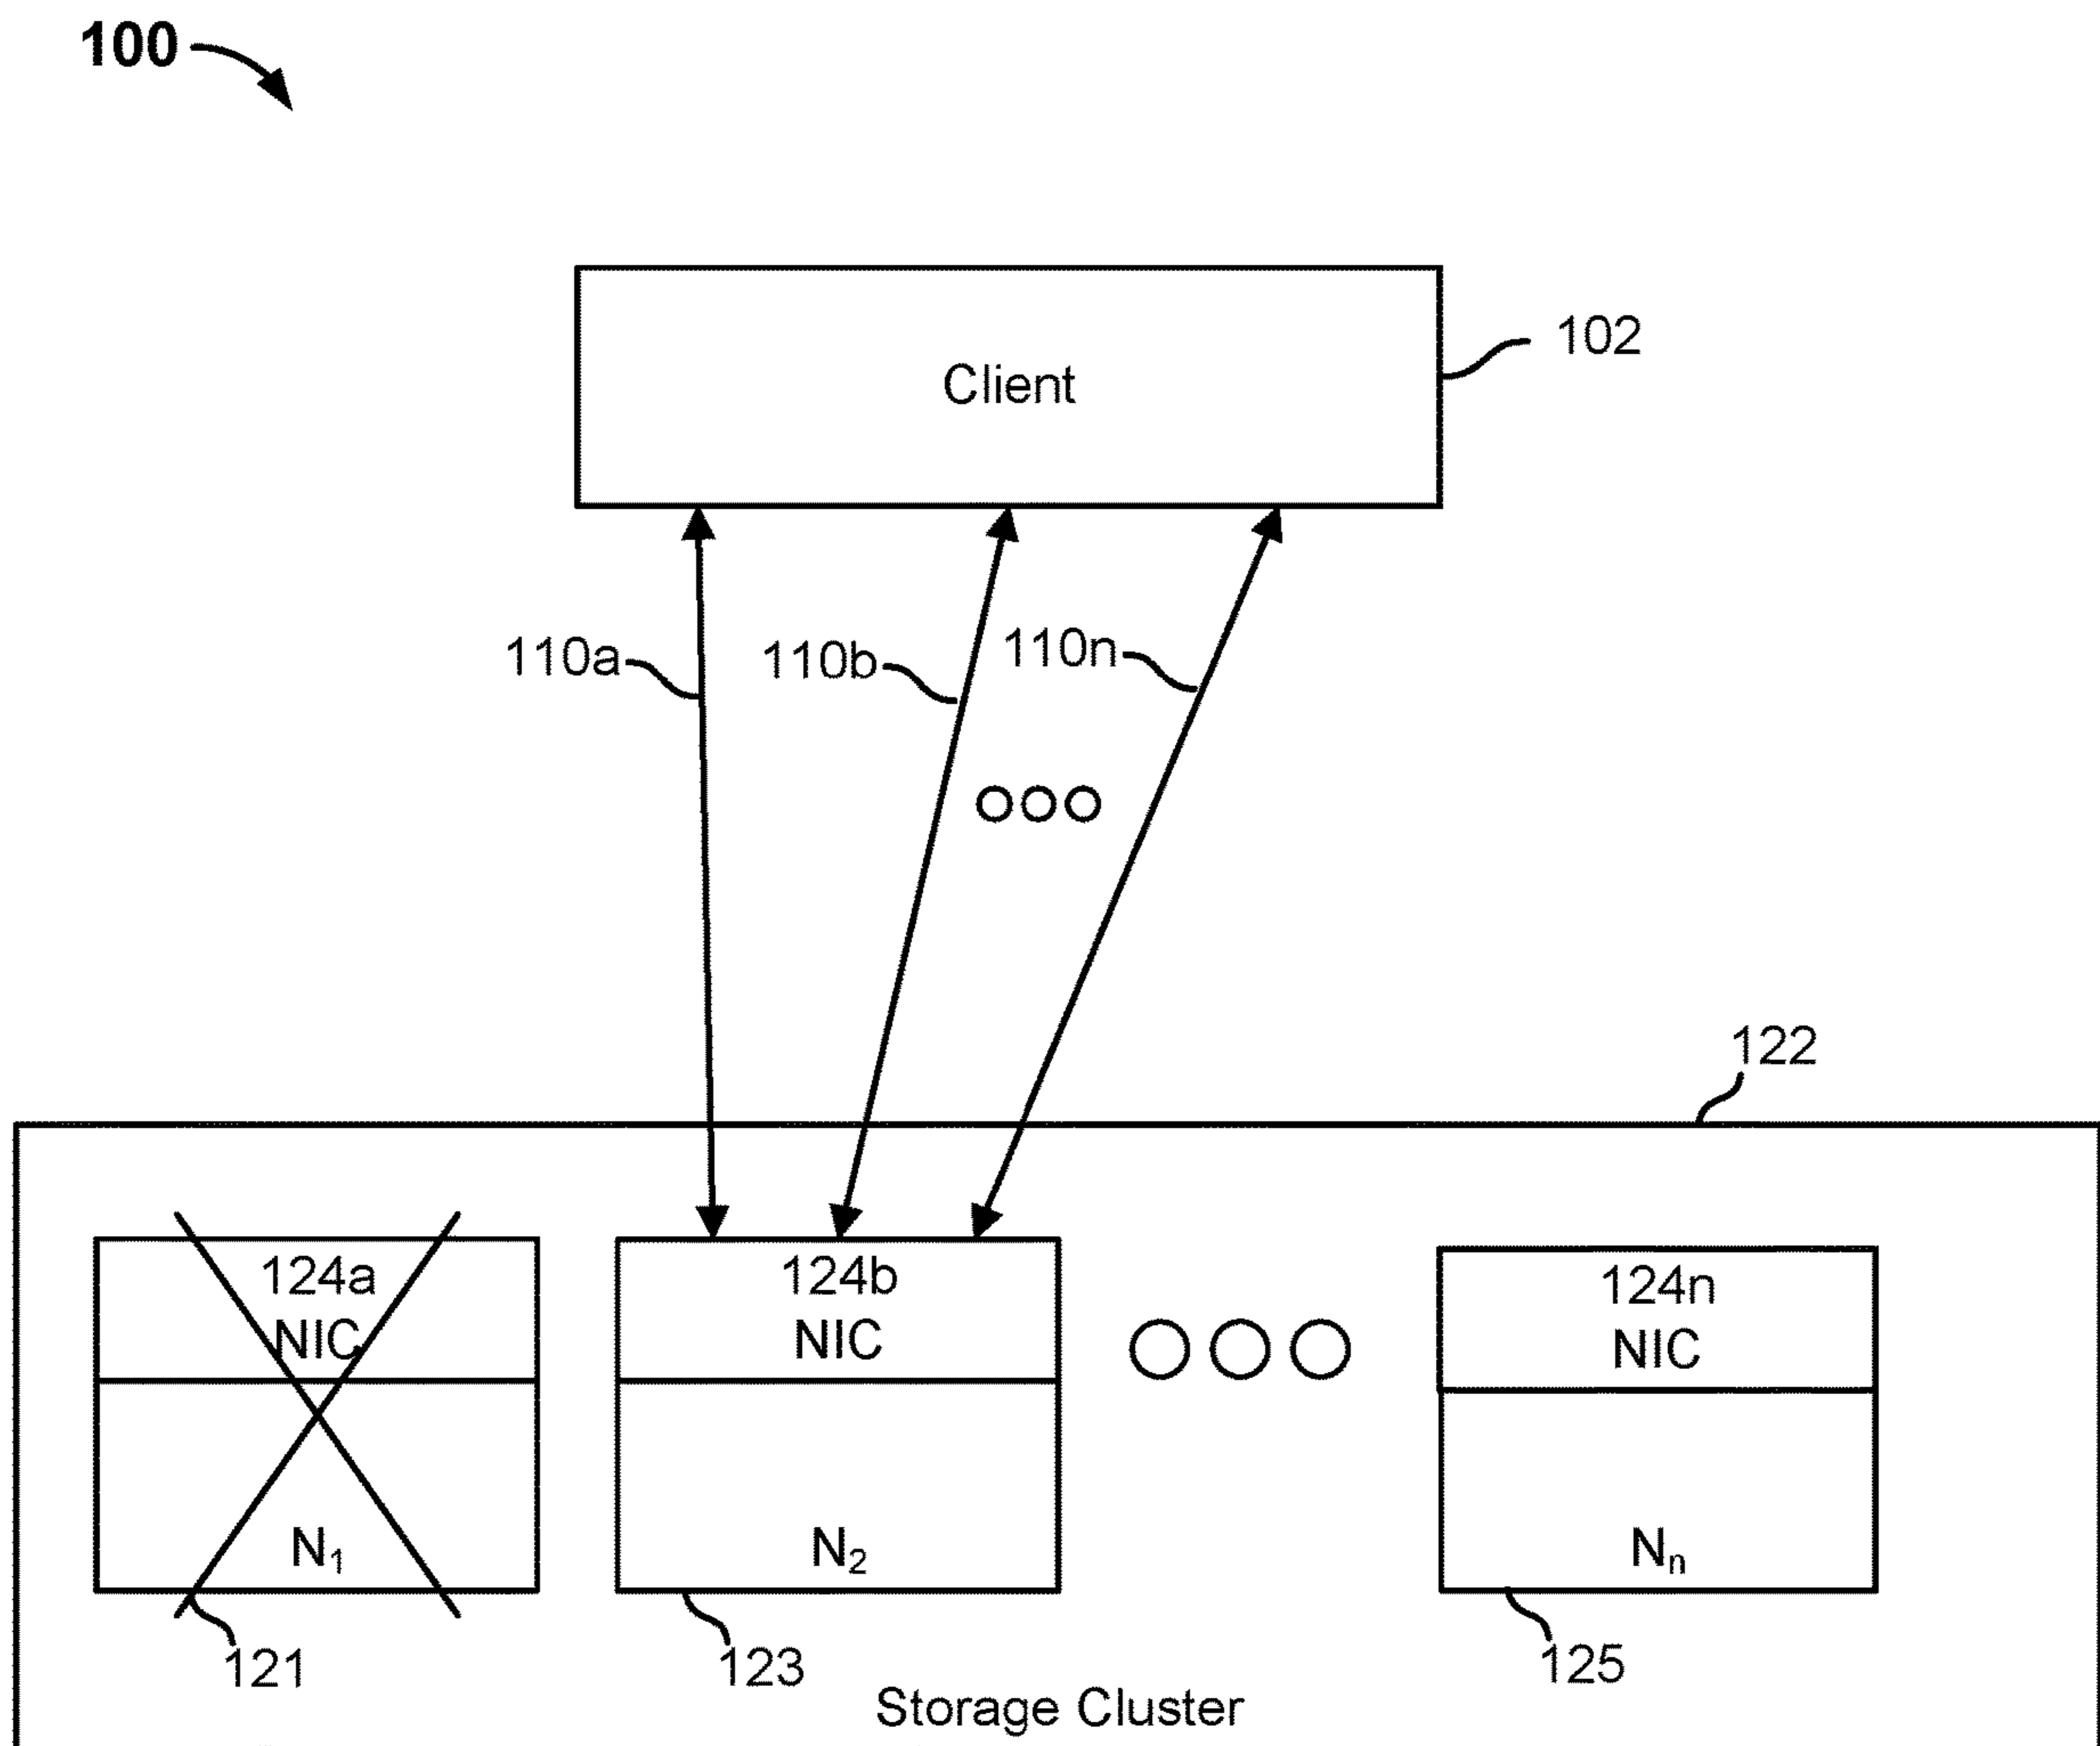 100
Client
102
110a
110b
110n
122
124a
NIC
124b
NIC
124n
NIC
N₁
N₂
Nₙ
121
123
125
Storage Cluster